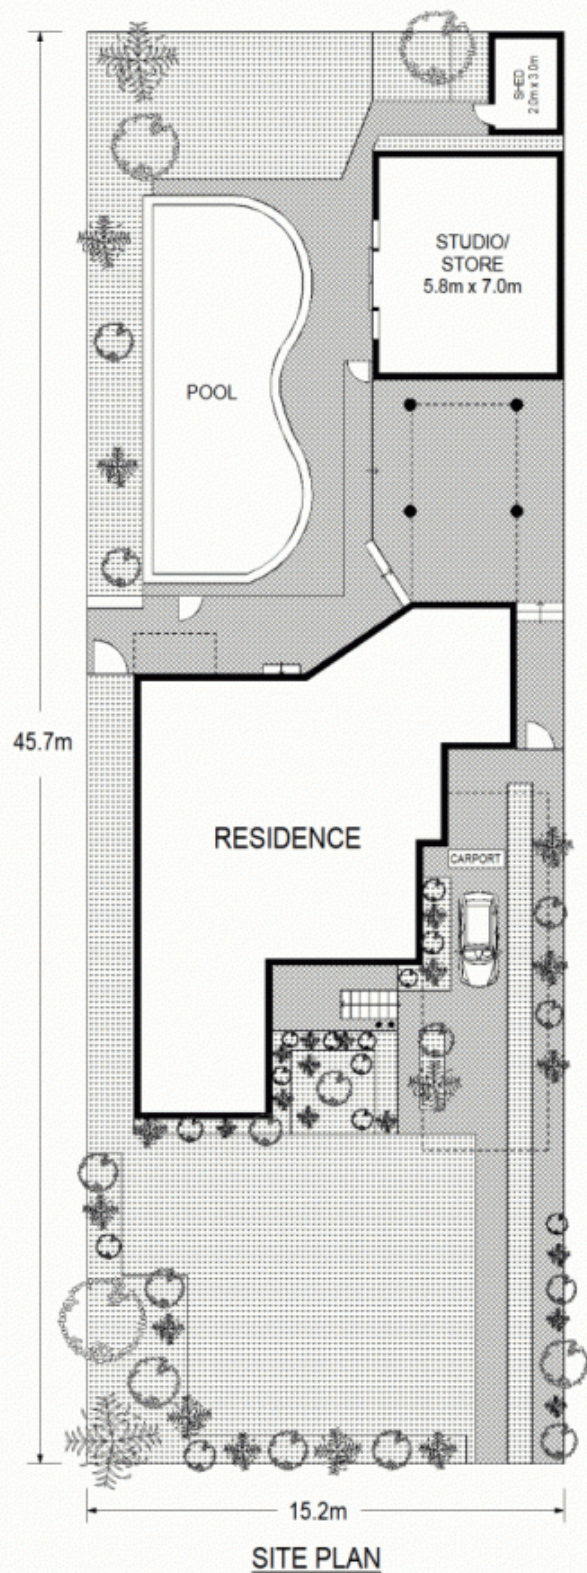 SHED
2.0m x 3.0m
STUDIO/
STORE
5.8m x 7.0m
POOL
45.7m
RESIDENCE
CARPORT
15.2m
SITE PLAN